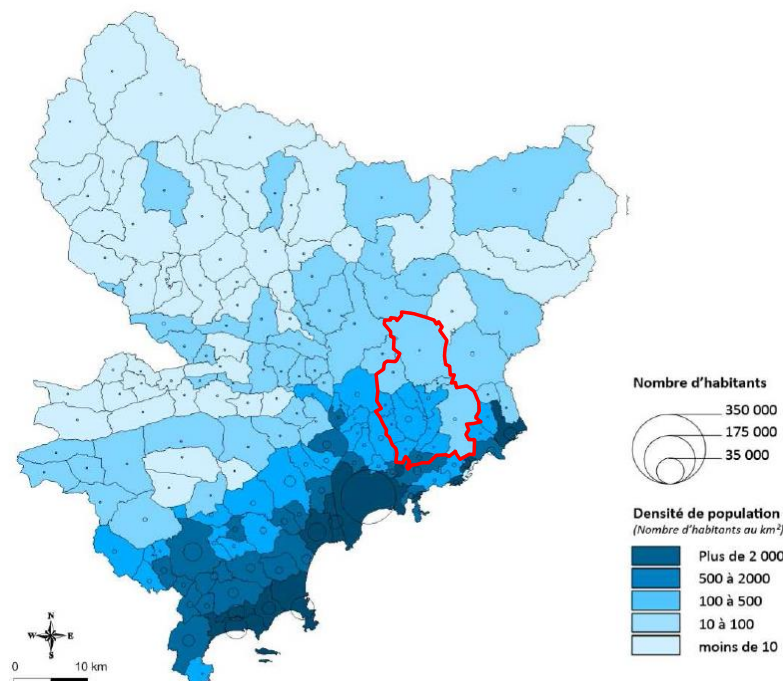 Nombre d'habitants
350 000
175 000
35 000
Densité de population
(Nombre d'habitants au km²)
Plus de 2 000
500 à 2000
100 à 500
10 à 100
moins de 10
N
W E
S
0 10 km